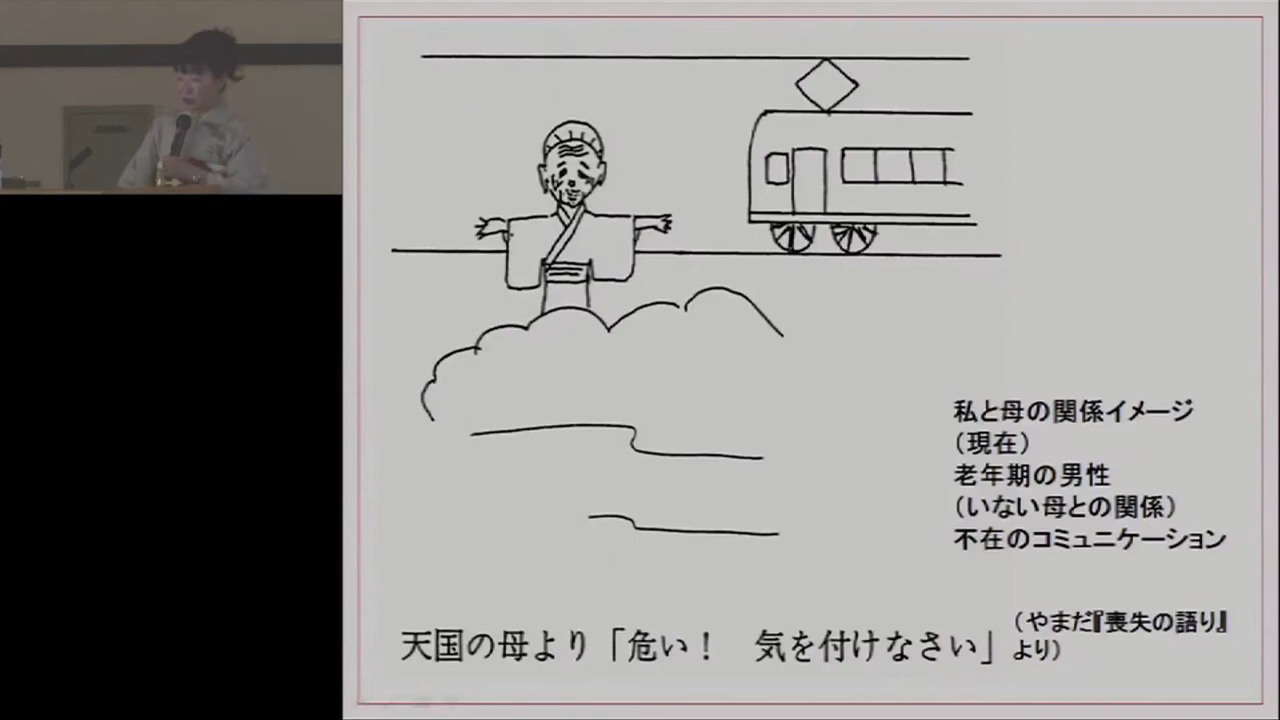 私と母の関係イメージ
（現在）
老年期の男性
（いない母との関係）
不在のコミュニケーション
天国の母より「危い！　気を付けなさい」
（やまだ『喪失の語り』
より）